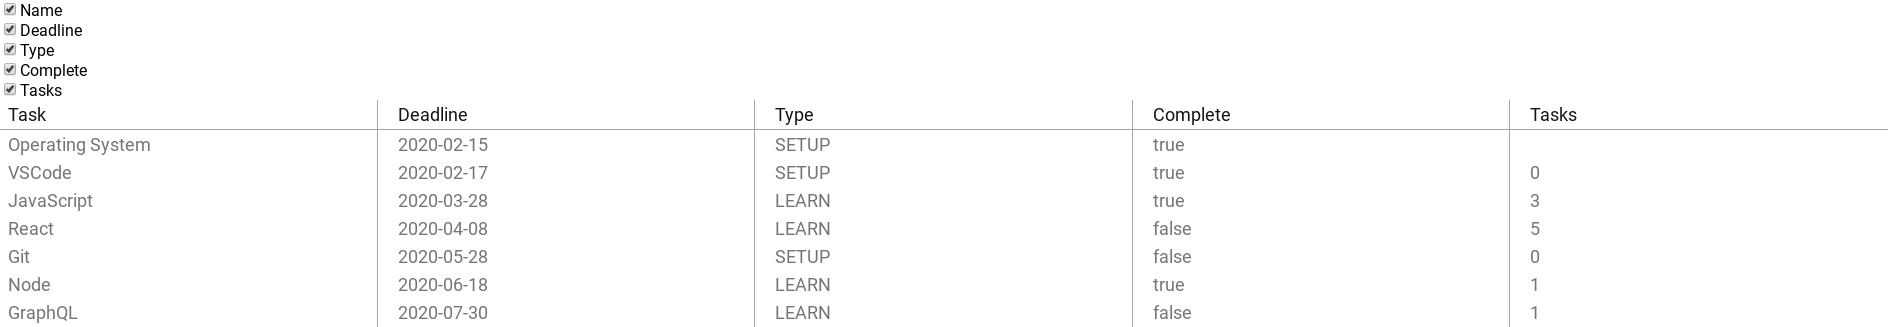 Name
Deadline
Type
Complete
Tasks
Task Deadline Type Complete Tasks
Operating System 2020-02-15 SETUP true
VSCode 2020-02-17 SETUP true 0
JavaScript 2020-03-28 LEARN true 3
React 2020-04-08 LEARN false 5
Git 2020-05-28 SETUP false 0
Node 2020-06-18 LEARN true 1
GraphQL 2020-07-30 LEARN false 1